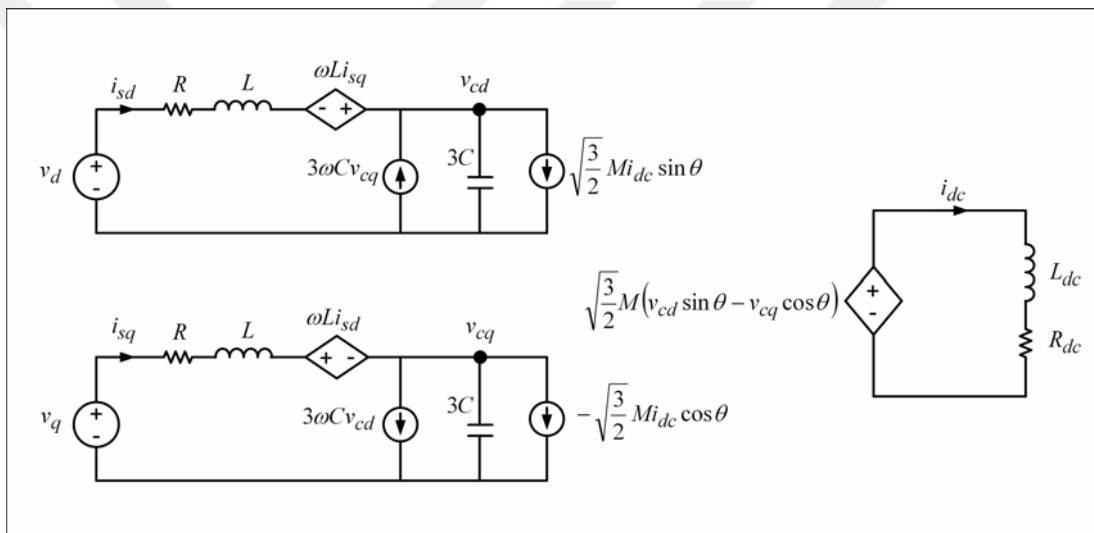 ωLi_sq
i_sd R L v_cd
+ -
- +
v_d
3ωCv_cq 3C √(3/2) Mi_dc sin θ
i_dc
L_dc
√(3/2) M(v_cd sin θ − v_cq cos θ)
+ -
R_dc
ωLi_sd
i_sq R L v_cq
+ -
+ -
v_q
3ωCv_cd 3C −√(3/2) Mi_dc cos θ